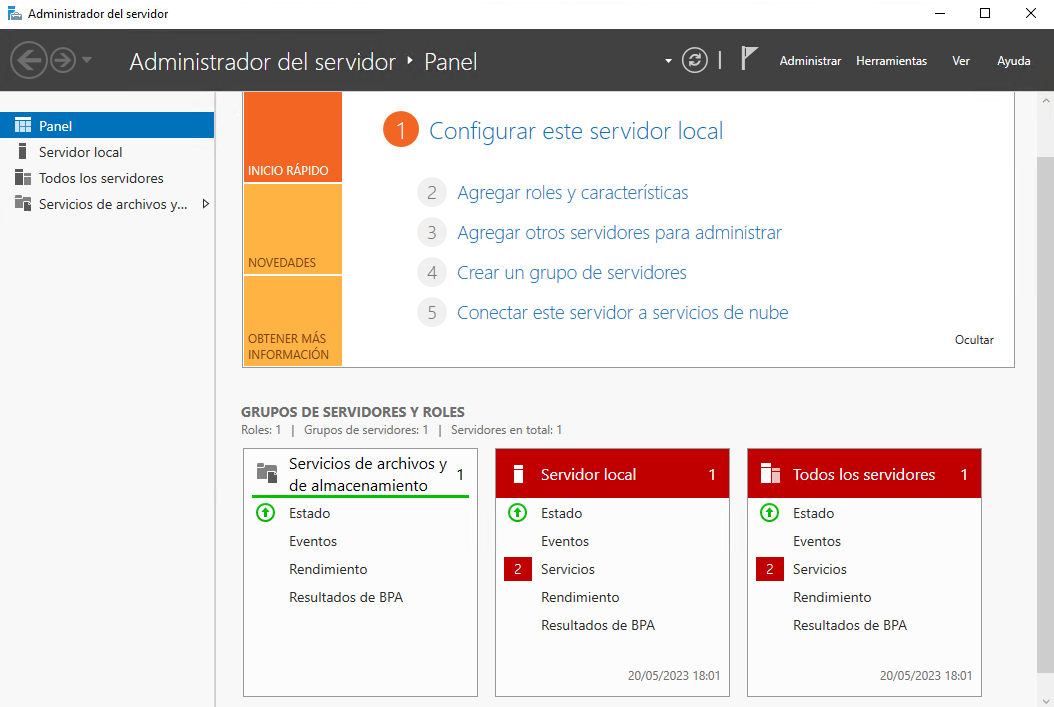 Administrador del servidor
Administrador del servidor ‣ Panel
Administrar Herramientas Ver Ayuda
Panel
Servidor local
Todos los servidores
Servicios de archivos y...
INICIO RÁPIDO
NOVEDADES
OBTENER MÁS
INFORMACIÓN
1 Configurar este servidor local
2 Agregar roles y características
3 Agregar otros servidores para administrar
4 Crear un grupo de servidores
5 Conectar este servidor a servicios de nube
Ocultar
GRUPOS DE SERVIDORES Y ROLES
Roles: 1 | Grupos de servidores: 1 | Servidores en total: 1
Servicios de archivos y
de almacenamiento 1
Estado
Eventos
Rendimiento
Resultados de BPA
Servidor local 1
Estado
Eventos
2 Servicios
Rendimiento
Resultados de BPA
20/05/2023 18:01
Todos los servidores 1
Estado
Eventos
2 Servicios
Rendimiento
Resultados de BPA
20/05/2023 18:01